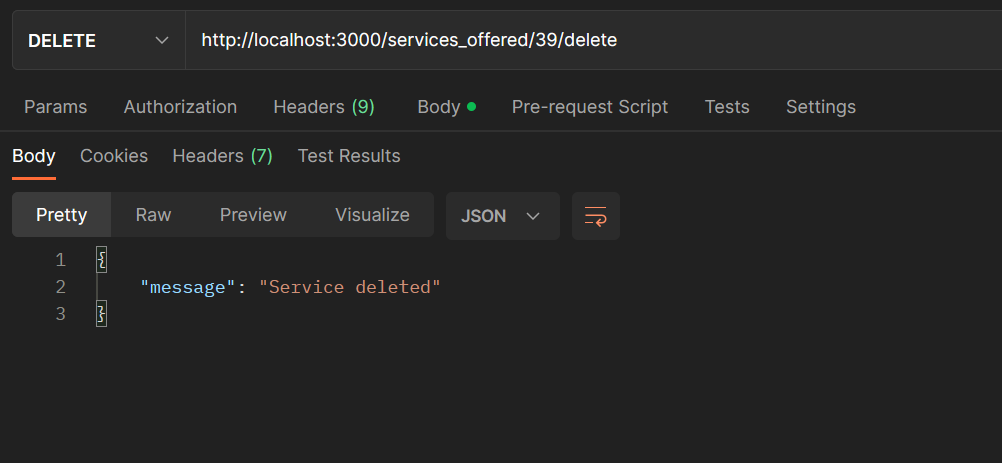 DELETE http://localhost:3000/services_offered/39/delete
Params Authorization Headers (9) Body Pre-request Script Tests Settings
Body Cookies Headers (7) Test Results
Pretty Raw Preview Visualize JSON
1 {
2 "message": "Service deleted"
3 }